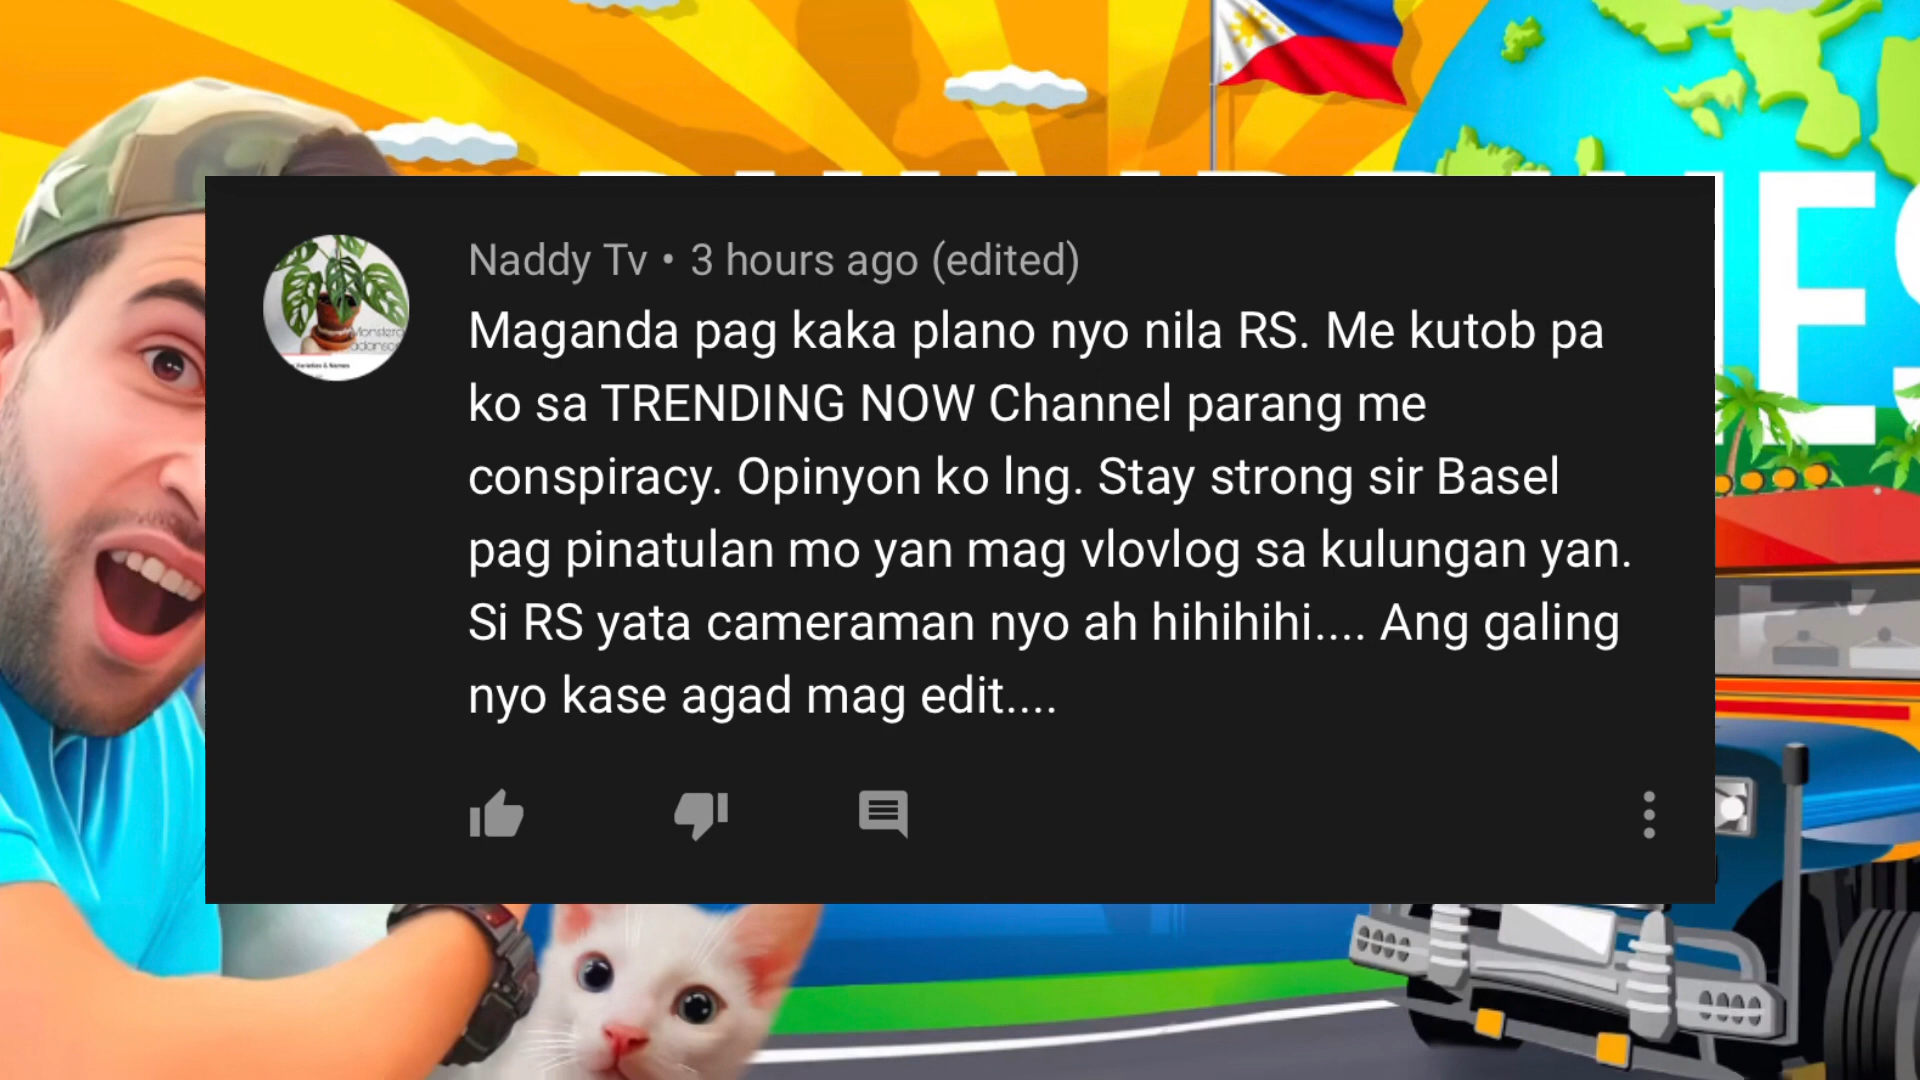 Naddy Tv • 3 hours ago (edited)
Maganda pag kaka plano nyo nila RS. Me kutob pa
ko sa TRENDING NOW Channel parang me
conspiracy. Opinyon ko lng. Stay strong sir Basel
pag pinatulan mo yan mag vlovlog sa kulungan yan.
Si RS yata cameraman nyo ah hihihihi.... Ang galing
nyo kase agad mag edit....